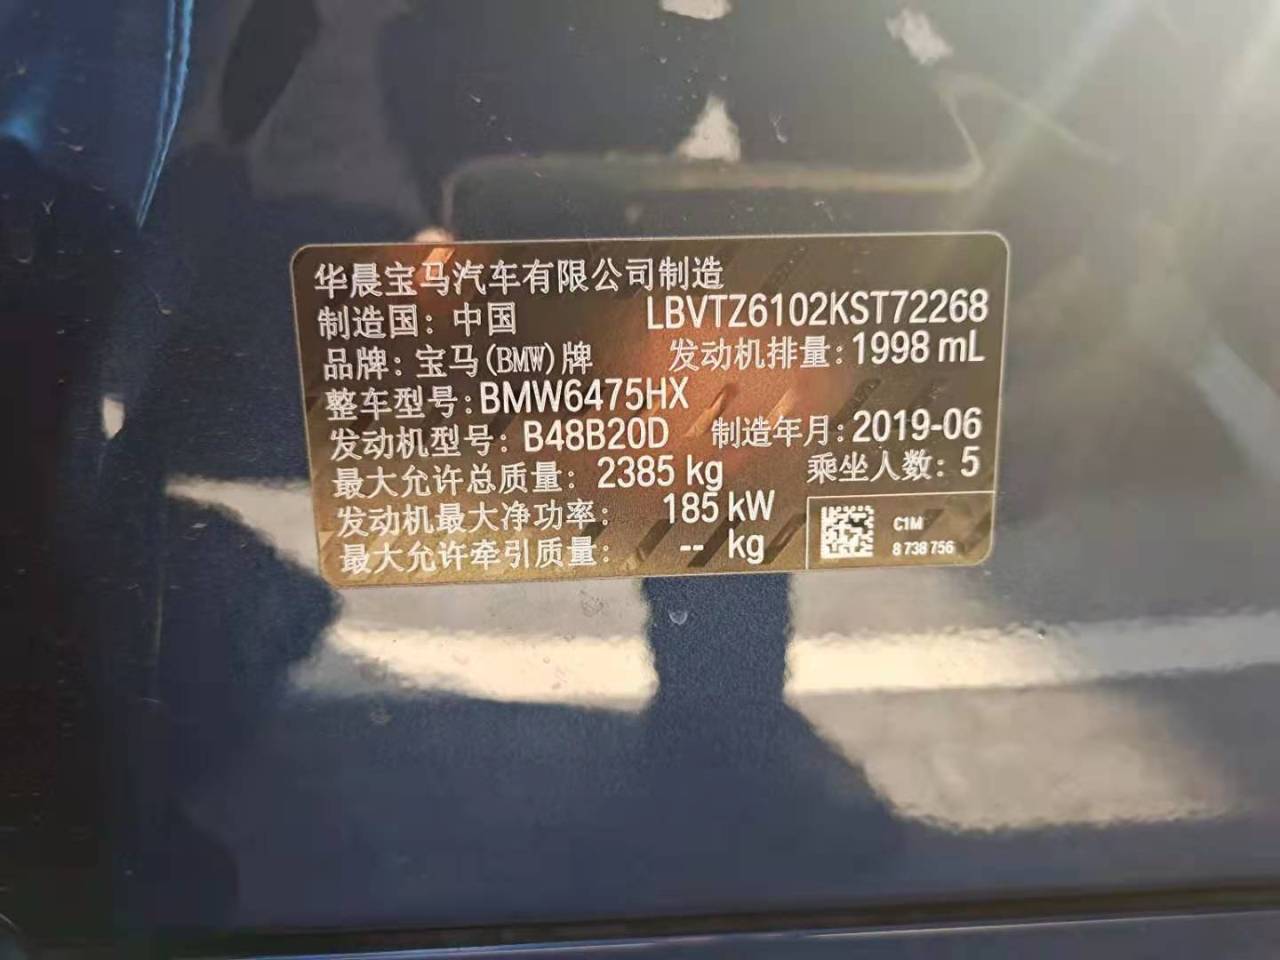 华晨宝马汽车有限公司制造
制造国：中国 LBVTZ6102KST72268
品牌：宝马(BMW)牌 发动机排量：1998 mL
整车型号：BMW6475HX
发动机型号：B48B20D 制造年月：2019-06
最大允许总质量：2385 kg 乘坐人数：5
发动机最大净功率：185 kW
最大允许牵引质量：-- kg
C1M
8 738 756